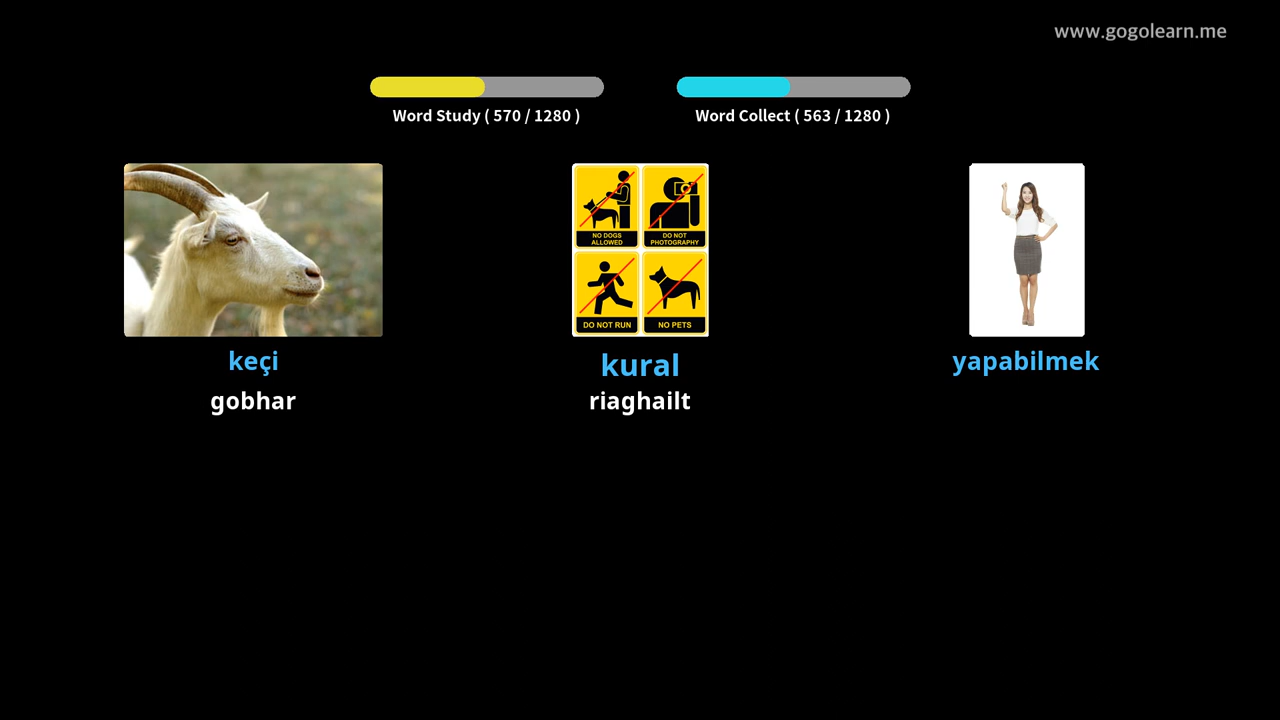 www.gogolearn.me
Word Study ( 570 / 1280 )
Word Collect ( 563 / 1280 )
NO DOGS
ALLOWED
DO NOT
PHOTOGRAPHY
DO NOT RUN
NO PETS
keçi
kural
yapabilmek
gobhar
riaghailt